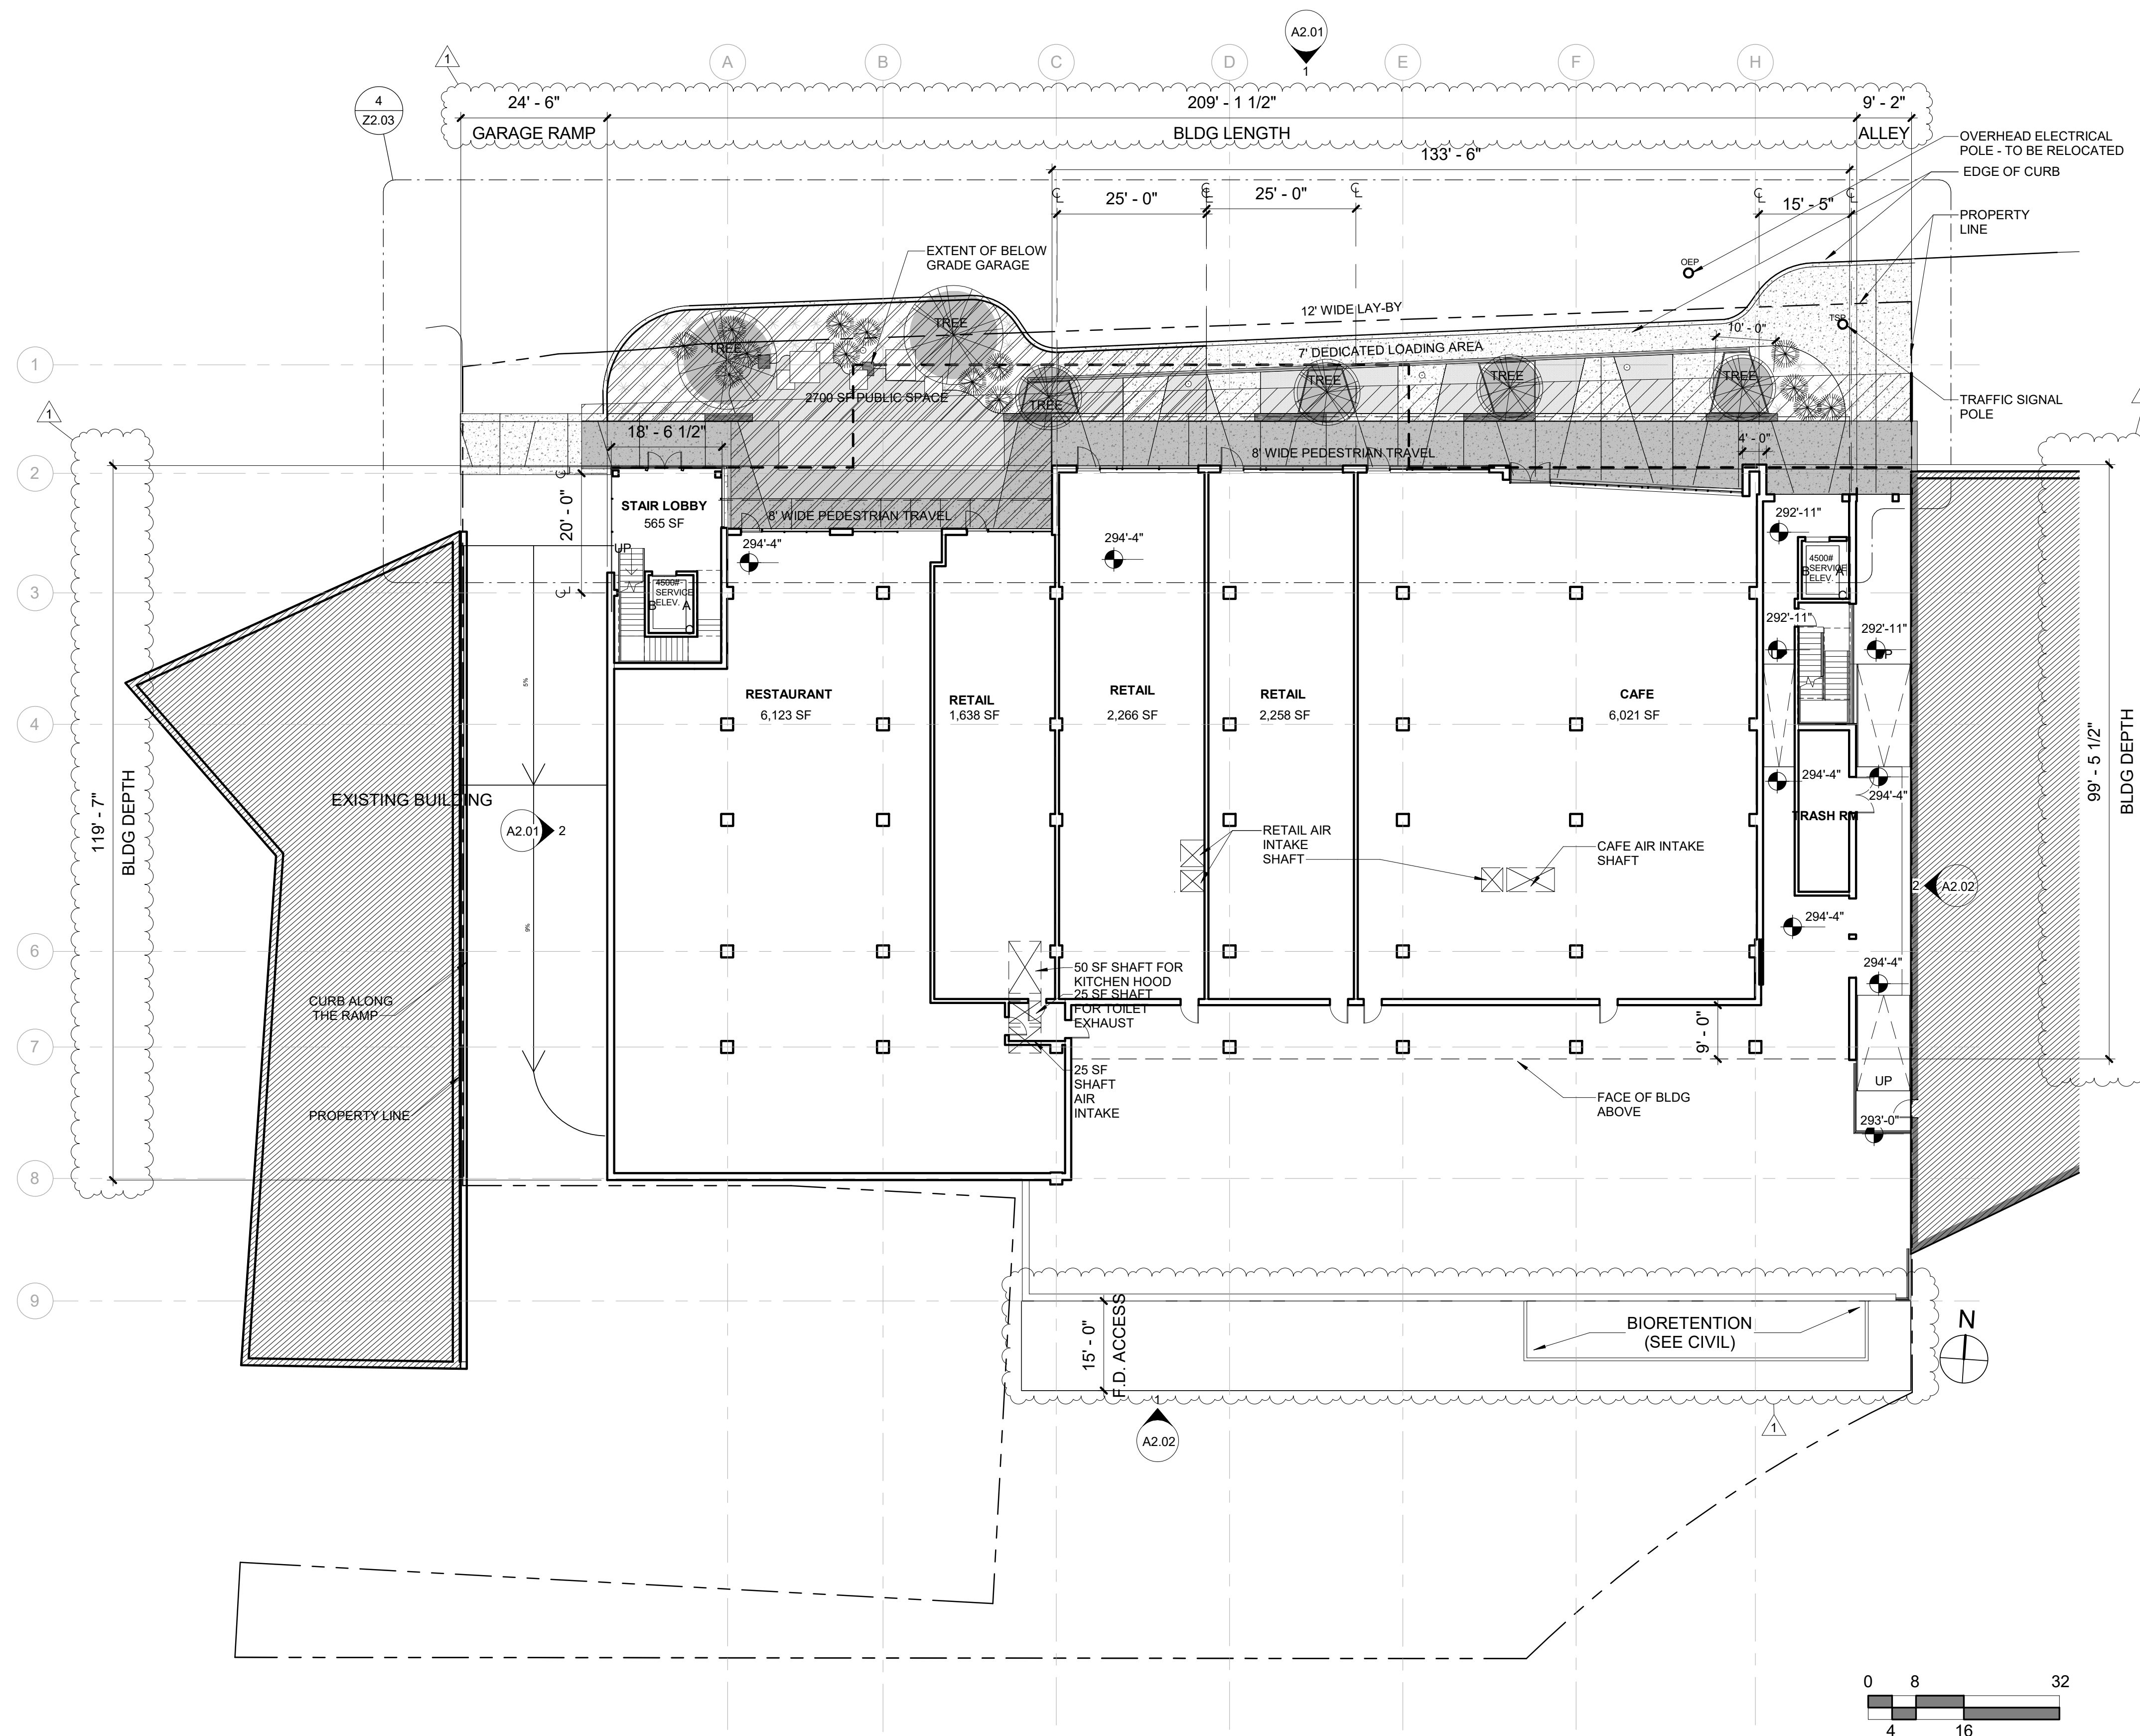 A2.01
1
1
A
B
C
D
E
F
H
4
Z2.03
24' - 6"
209' - 1 1/2"
9' - 2"
GARAGE RAMP
BLDG LENGTH
ALLEY
133' - 6"
OVERHEAD ELECTRICAL
POLE - TO BE RELOCATED
EDGE OF CURB
25' - 0"
25' - 0"
15' - 5"
PROPERTY
LINE
EXTENT OF BELOW
GRADE GARAGE
OEP
12' WIDE LAY-BY
TSP
10' - 0"
TREE
TREE
7' DEDICATED LOADING AREA
1
TREE
TREE
TREE
TREE
2700 SF PUBLIC SPACE
TRAFFIC SIGNAL
POLE
1
18' - 6 1/2"
4' - 0"
8' WIDE PEDESTRIAN TRAVEL
2
STAIR LOBBY
565 SF
20' - 0"
8' WIDE PEDESTRIAN TRAVEL
292'-11"
294'-4"
294'-4"
UP
4500#
SERVICE
ELEV.
B A
4500#
SERVICE
ELEV.
B A
3
292'-11"
292'-11"
UP
5%
RESTAURANT
6,123 SF
RETAIL
1,638 SF
RETAIL
2,266 SF
RETAIL
2,258 SF
CAFE
6,021 SF
4
294'-4"
294'-4"
TRASH RM
EXISTING BUILDING
119' - 7"
BLDG DEPTH
99' - 5 1/2"
BLDG DEPTH
A2.01
2
RETAIL AIR
INTAKE
SHAFT
CAFE AIR INTAKE
SHAFT
2
A2.02
9%
294'-4"
6
50 SF SHAFT FOR
KITCHEN HOOD
25 SF SHAFT
FOR TOILET
EXHAUST
294'-4"
CURB ALONG
THE RAMP
9' - 0"
7
25 SF
SHAFT
AIR
INTAKE
UP
FACE OF BLDG
ABOVE
PROPERTY LINE
293'-0"
8
9
15' - 0"
F.D. ACCESS
BIORETENTION
(SEE CIVIL)
N
1
A2.02
1
0
8
32
4
16